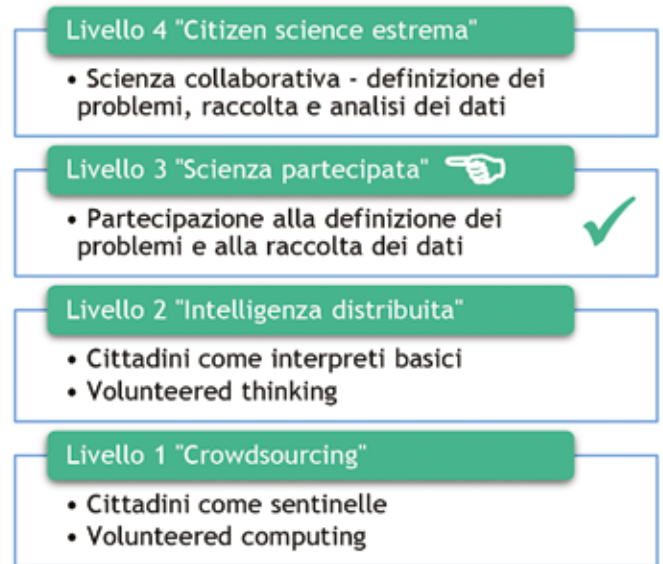 Livello 4 "Citizen science estrema"
• Scienza collaborativa - definizione dei
problemi, raccolta e analisi dei dati
Livello 3 "Scienza partecipata"
• Partecipazione alla definizione dei
problemi e alla raccolta dei dati
Livello 2 "Intelligenza distribuita"
• Cittadini come interpreti basici
• Volunteered thinking
Livello 1 "Crowdsourcing"
• Cittadini come sentinelle
• Volunteered computing